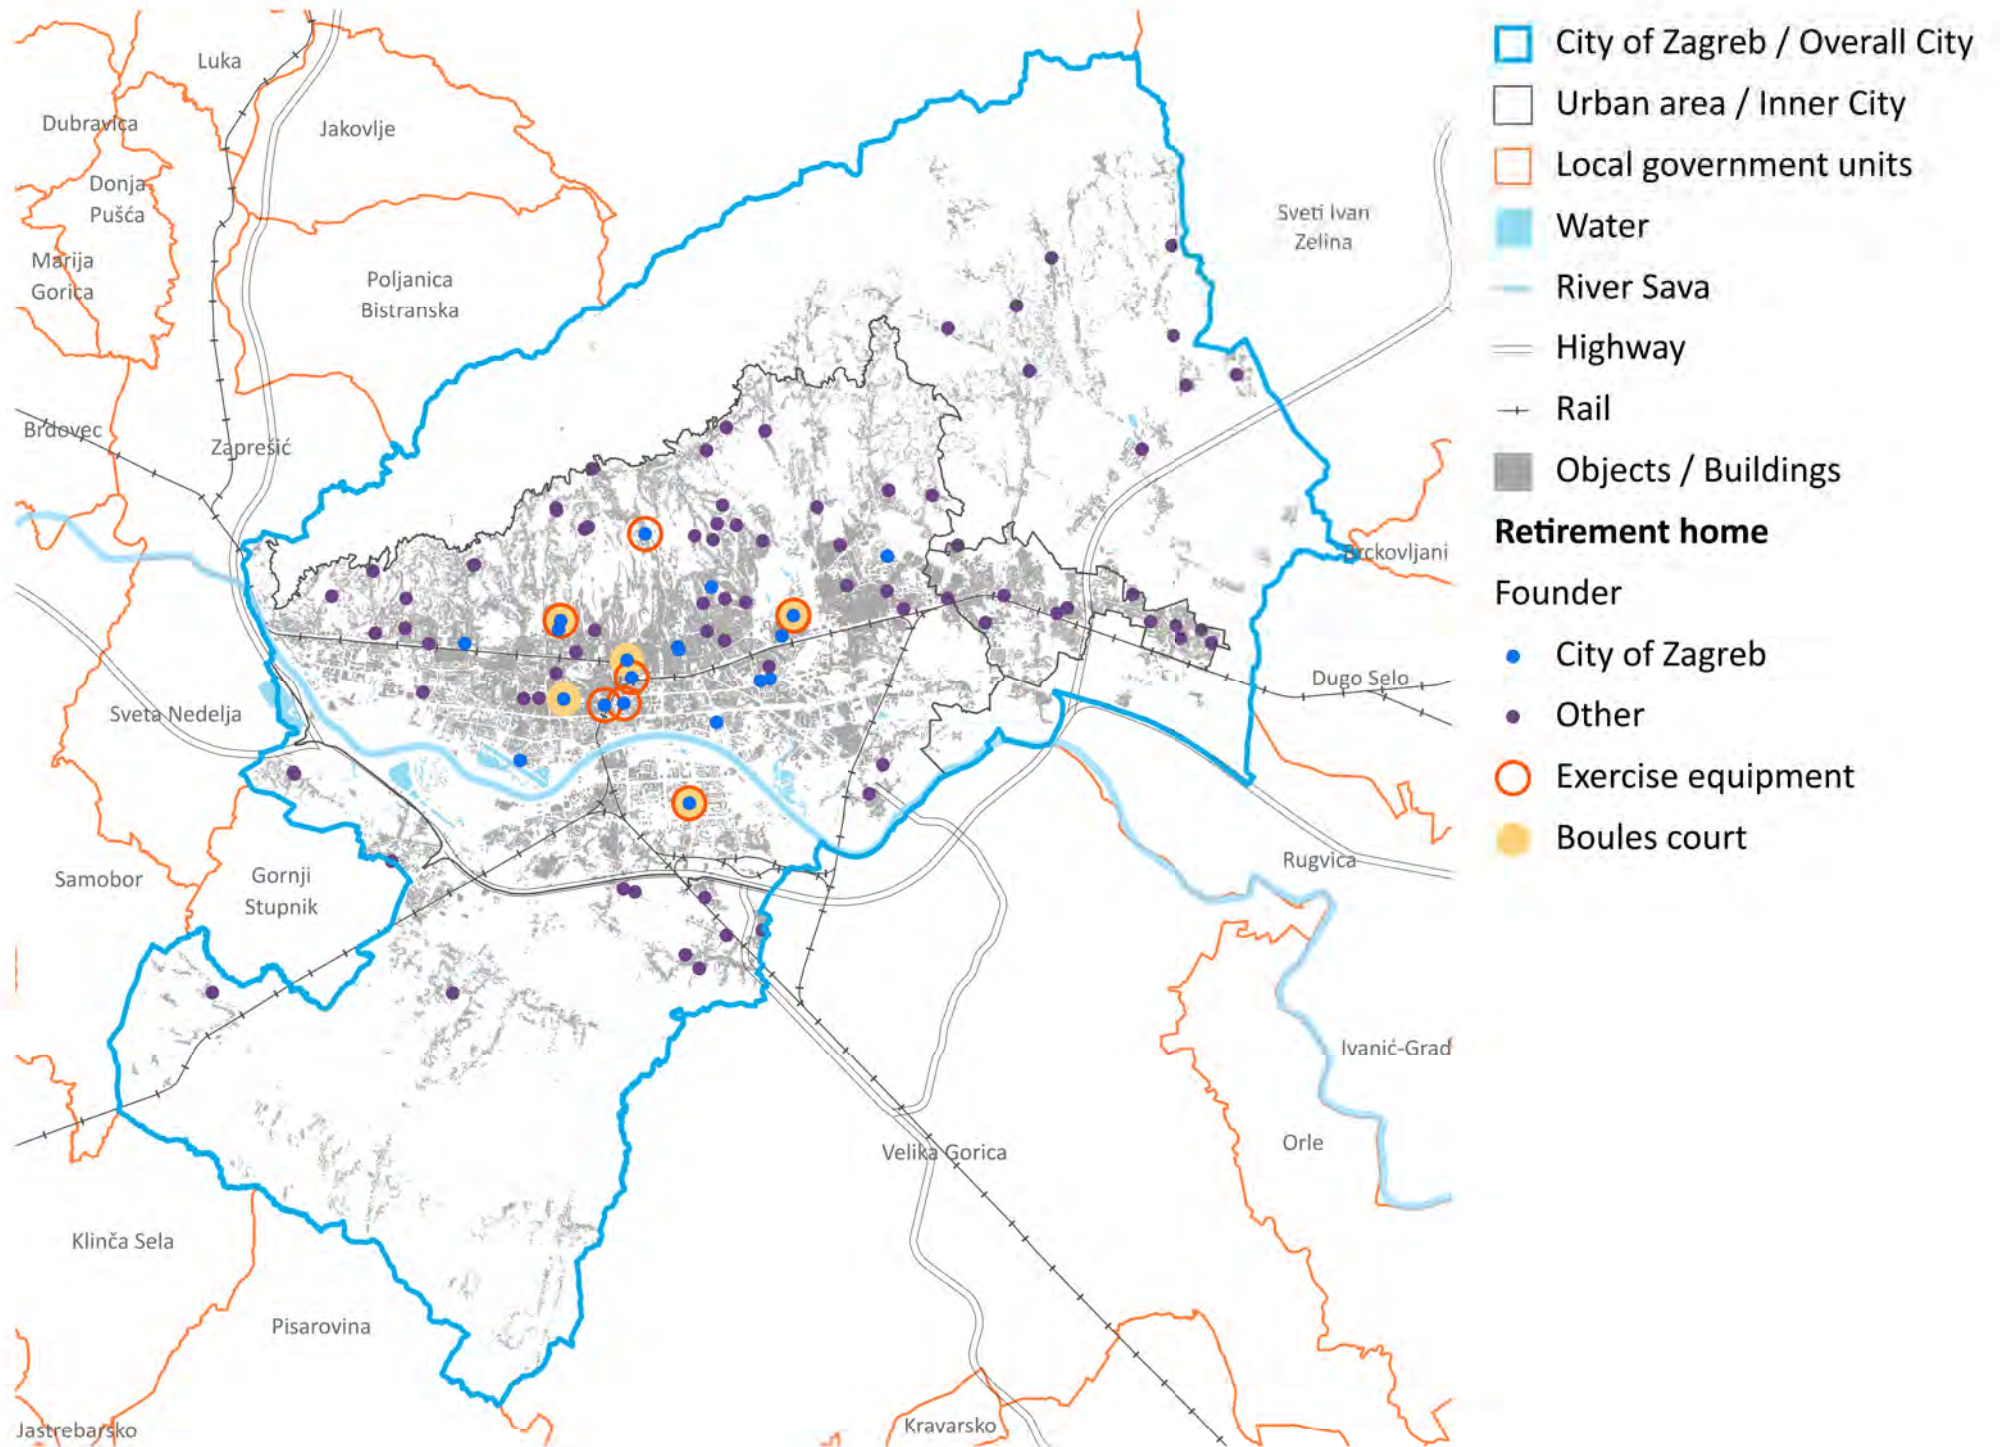 Luka
Dubravica
Jakovlje
Donja
Pušća
Marija
Gorica
Poljanica
Bistranska
Sveti Ivan
Zelina
Brdovec
Zaprešić
Brckovljani
Dugo Selo
Sveta Nedelja
Samobor
Gornji
Stupnik
Rugvica
Ivanić-Grad
Orle
Velika Gorica
Klinča Sela
Pisarovina
Jastrebarsko
Kravarsko
City of Zagreb / Overall City
Urban area / Inner City
Local government units
Water
River Sava
Highway
Rail
Objects / Buildings
Retirement home
Founder
City of Zagreb
Other
Exercise equipment
Boules court